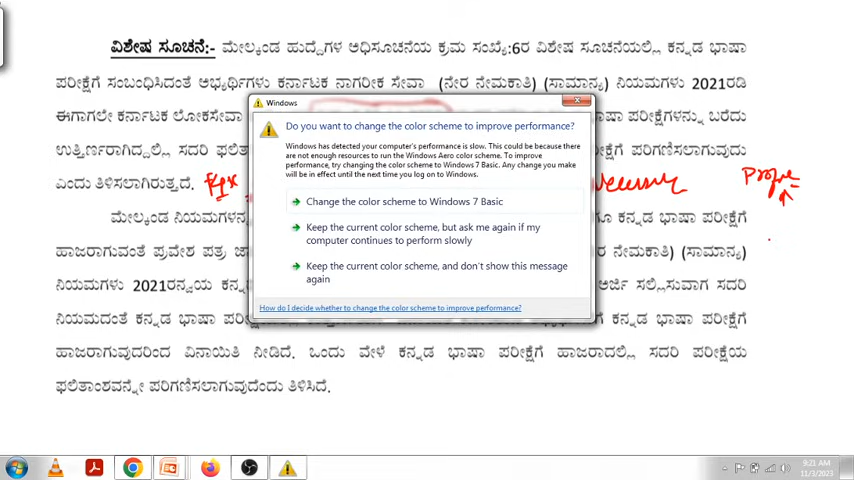 ವಿಶೇಷ ಸೂಚನೆ:- ಮೇಲ್ಕಂಡ ಹುದ್ದೆಗಳ ಅಧಿಸೂಚನೆಯ ಕ್ರಮ ಸಂಖ್ಯೆ:6ರ ವಿಶೇಷ ಸೂಚನೆಯಲ್ಲಿ ಕನ್ನಡ ಭಾಷಾ
ಪರೀಕ್ಷೆಗೆ ಸಂಬಂಧಿಸಿದಂತೆ ಅಭ್ಯರ್ಥಿಗಳು ಕರ್ನಾಟಕ ನಾಗರೀಕ ಸೇವಾ (ನೇರ ನೇಮಕಾತಿ) (ಸಾಮಾನ್ಯ) ನಿಯಮಗಳು 2021ರಡಿ
ಈಗಾಗಲೇ ಕರ್ನಾಟಕ ಲೋಕಸೇವಾ ಭಾಷಾ ಪರೀಕ್ಷೆಗಳನ್ನು ಬರೆದು
ಉತ್ತೀರ್ಣರಾಗಿದ್ದಲ್ಲಿ ಸದರಿ ಪರೀಕ್ಷೆಗೆ ಪರಿಗಣಿಸಲಾಗುವುದು
ಎಂದು ತಿಳಿಸಲಾಗಿರುತ್ತದೆ.
ಮೇಲ್ಕಂಡ ಕನ್ನಡ ಭಾಷಾ ಪರೀಕ್ಷೆಗೆ
ಹಾಜರಾಗುವಂತೆ ಪ್ರವೇಶ ಪತ್ರ ನೇಮಕಾತಿ) (ಸಾಮಾನ್ಯ)
ನಿಯಮಗಳು 2021ರನ್ವಯ ಅರ್ಜಿ ಸಲ್ಲಿಸುವಾಗ ಸದರಿ
ನಿಯಮದಂತೆ ಕನ್ನಡ ಭಾಷಾ ಕನ್ನಡ ಭಾಷಾ ಪರೀಕ್ಷೆಗೆ
ಹಾಜರಾಗುವುದರಿಂದ ವಿನಾಯಿತಿ ನೀಡಿದೆ. ಒಂದು ವೇಳೆ ಕನ್ನಡ ಭಾಷಾ ಪರೀಕ್ಷೆಗೆ ಹಾಜರಾದಲ್ಲಿ ಸದರಿ ಪರೀಕ್ಷೆಯ
ಫಲಿತಾಂಶವನ್ನೇ ಪರಿಗಣಿಸಲಾಗುವುದೆಂದು ತಿಳಿಸಿದೆ.
Windows
Do you want to change the color scheme to improve performance?
Windows has detected your computer's performance is slow. This could be because there
are not enough resources to run the Windows Aero color scheme. To improve
performance, try changing the color scheme to Windows 7 Basic. Any change you make
will be in effect until the next time you log on to Windows.
Change the color scheme to Windows 7 Basic
Keep the current color scheme, but ask me again if my
computer continues to perform slowly
Keep the current color scheme, and don't show this message
again
How do I decide whether to change the color scheme to improve performance?
9:21 AM
11/3/2023